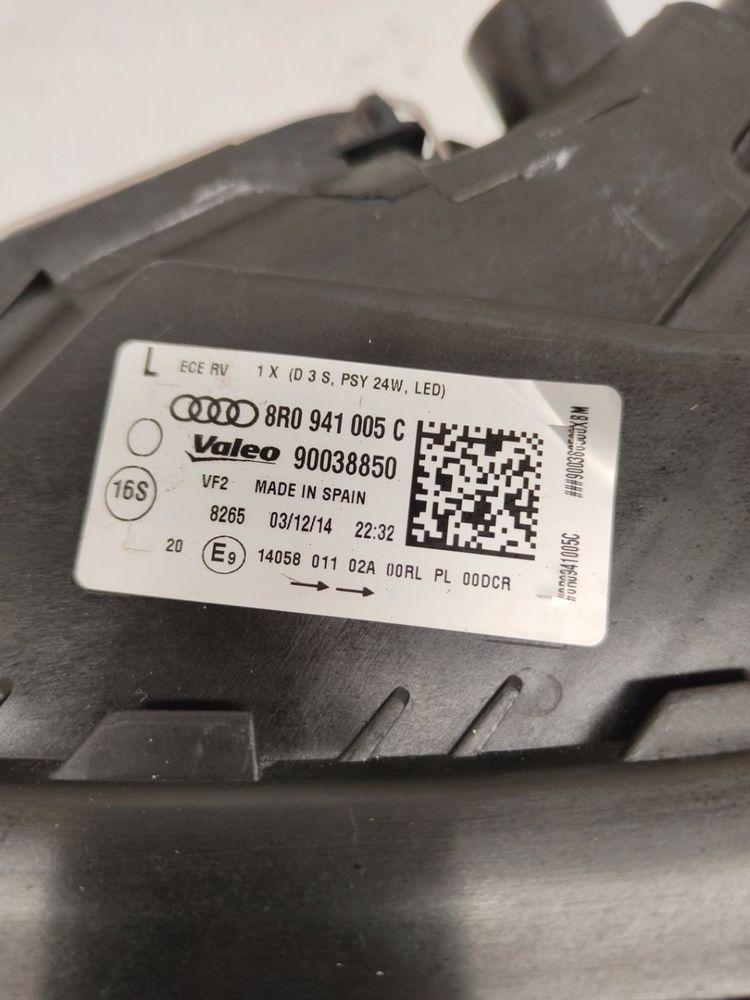 L ECE RV 1 X (D 3 S, PSY 24W, LED)
8R0 941 005 C
Valeo 90038850
VF2 MADE IN SPAIN
16S
8265 03/12/14 22:32
20 E9 14058 011 02A 00RL PL 00DCR
#8R0941005C